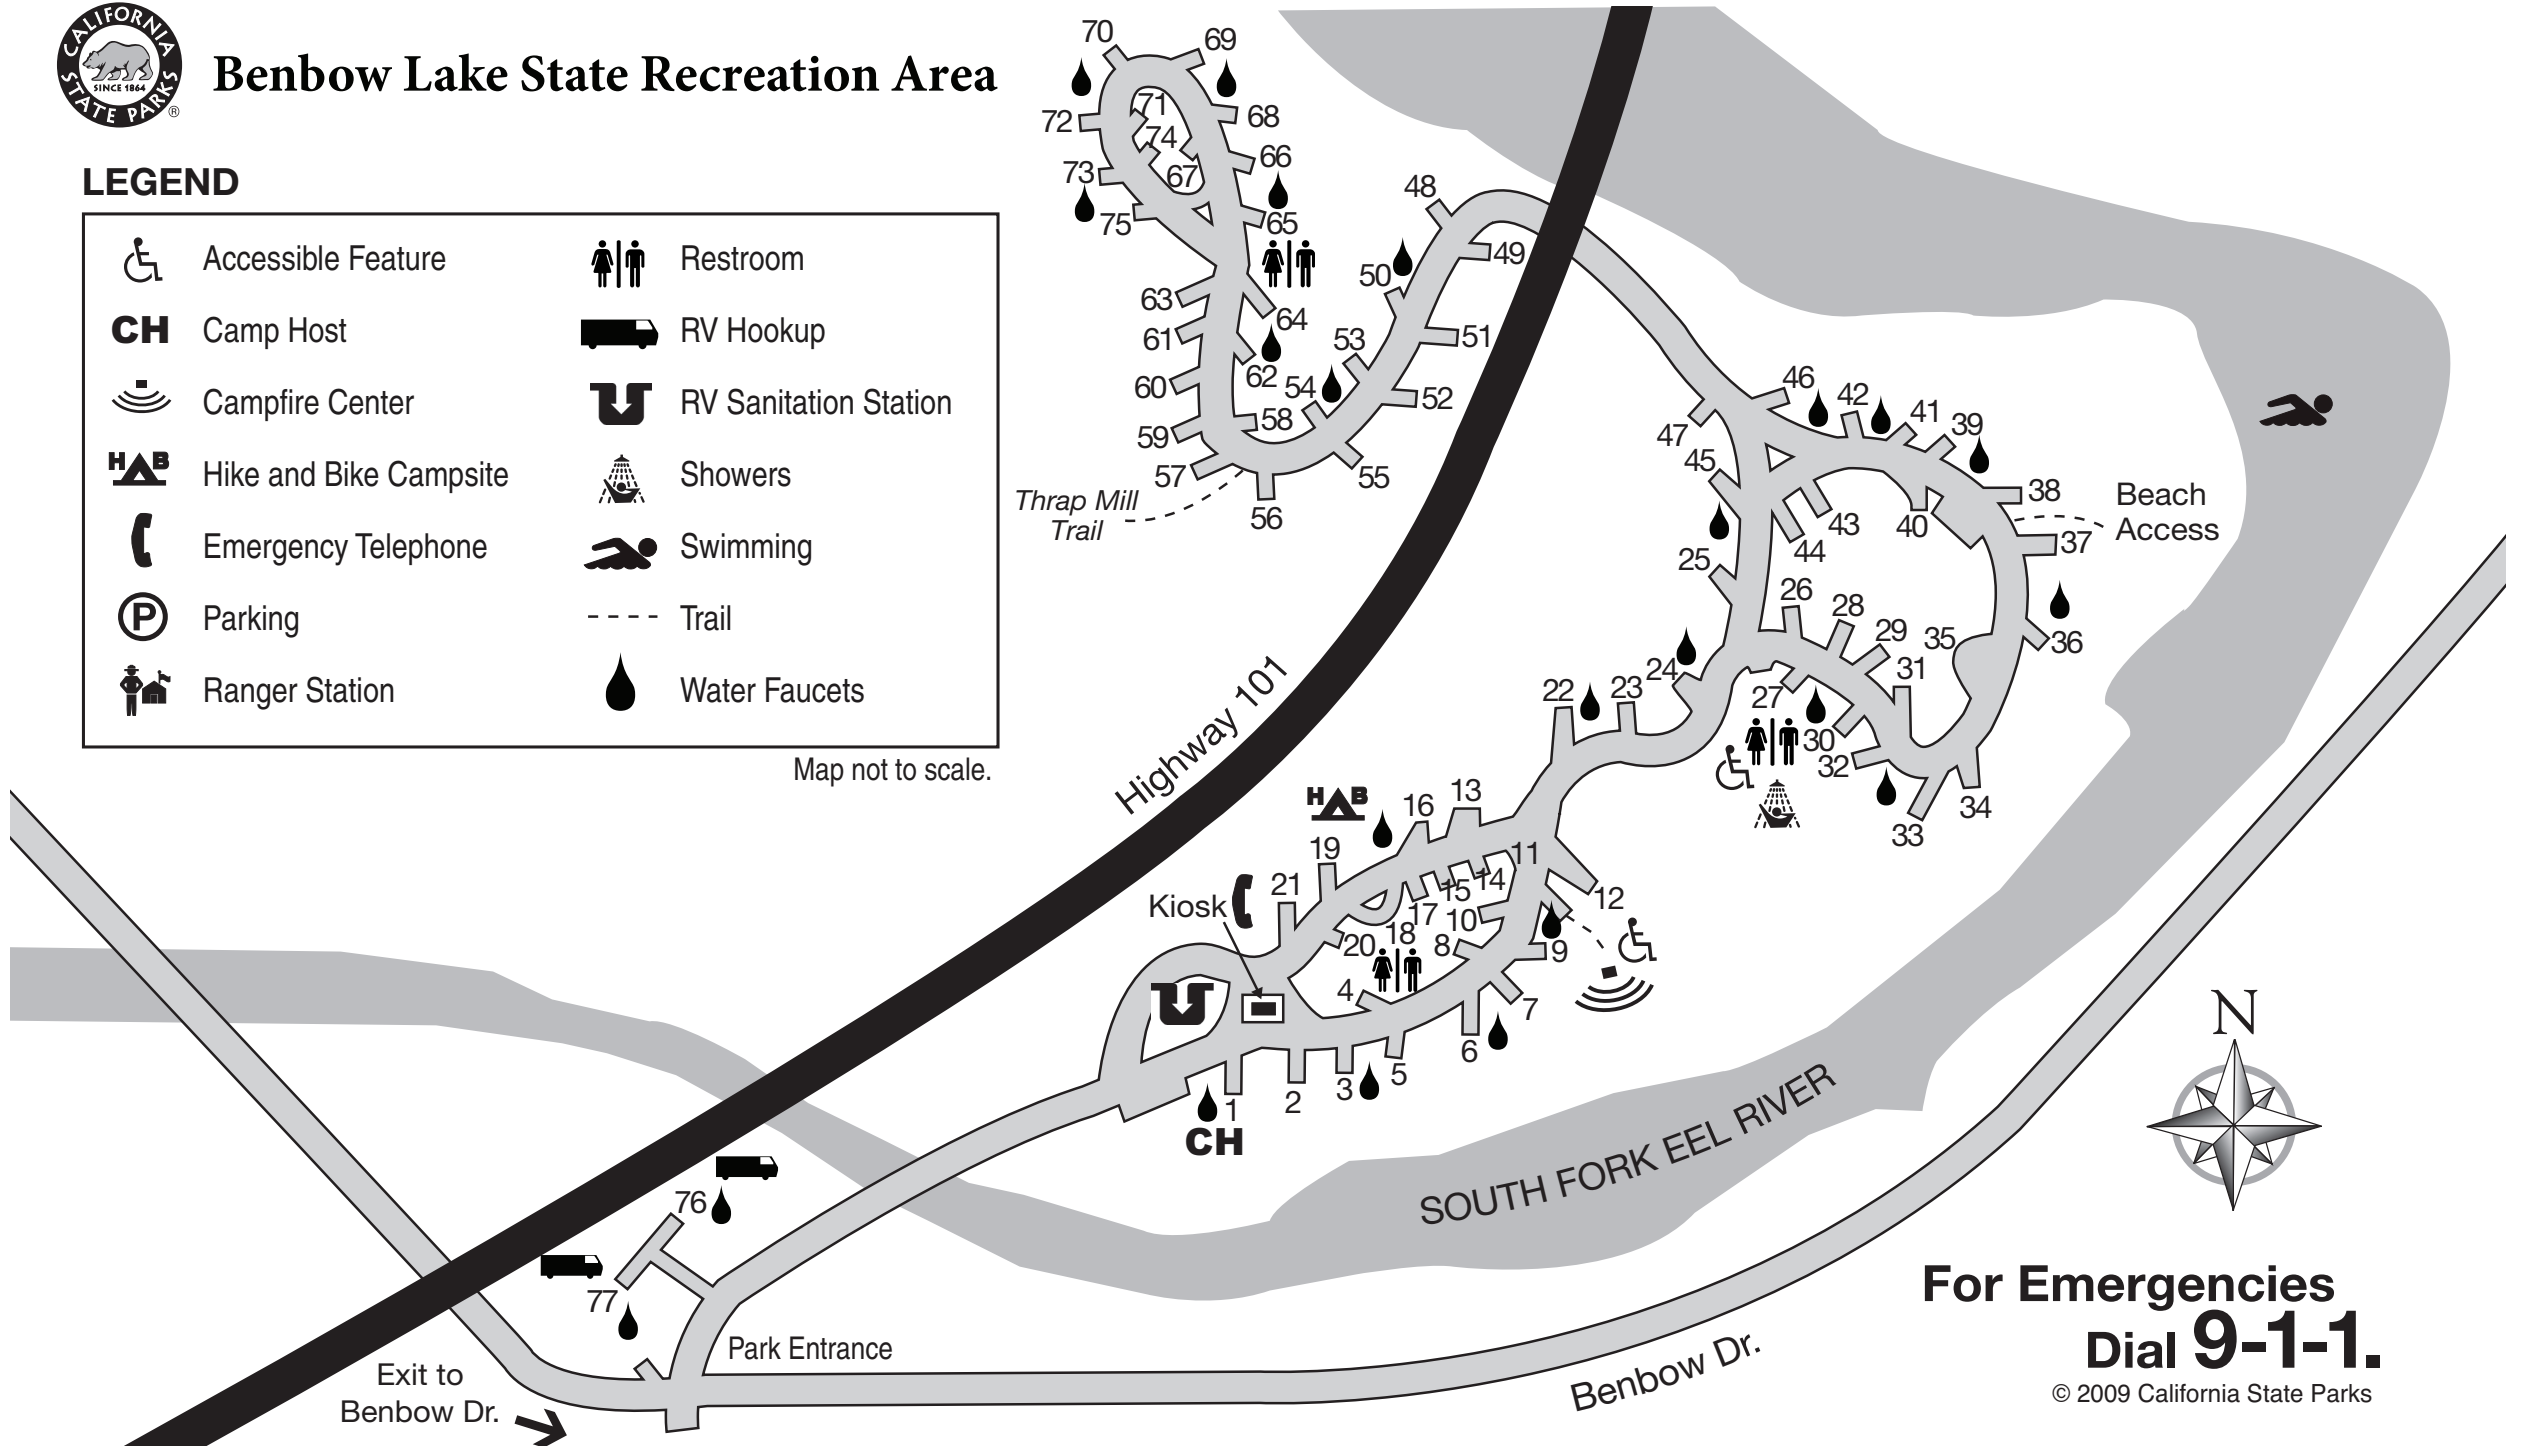 CALIFORNIA
STATE PARKS
SINCE 1864
®
Benbow Lake State Recreation Area
LEGEND
Accessible Feature
CH Camp Host
Campfire Center
H B Hike and Bike Campsite
Emergency Telephone
P Parking
Ranger Station
Restroom
RV Hookup
RV Sanitation Station
Showers
Swimming
Trail
Water Faucets
Map not to scale.
70
69
71
72
68
74
66
73
67
75
65
63
64
61
62
60
59
58
57
56
Thrap Mill
Trail
48
49
50
51
53
54
52
55
46
42
41
39
47
45
38
Beach
Access
43
40
44
37
25
26
28
29
35
36
31
24
22
23
27
30
32
34
33
Highway 101
H B
16
13
19
11
21
Kiosk
15
14
12
17
10
18
20
8
9
4
7
6
5
3
2
1
CH
76
77
SOUTH FORK EEL RIVER
N
Park Entrance
Exit to
Benbow Dr.
Benbow Dr.
For Emergencies
Dial 9-1-1.
© 2009 California State Parks